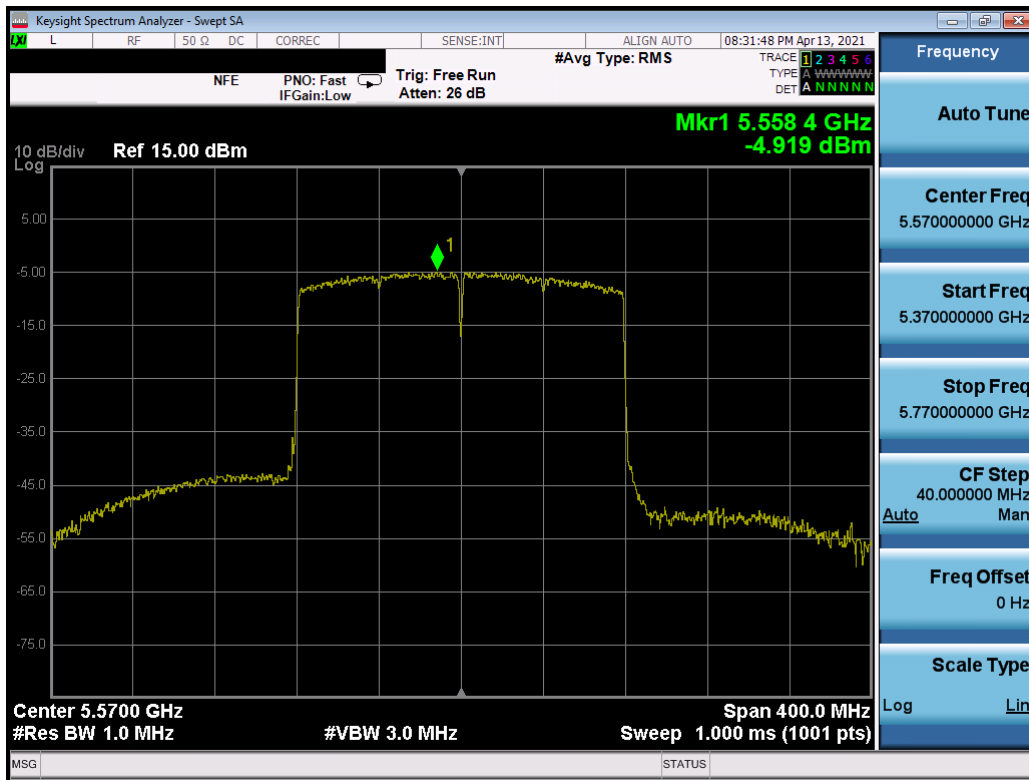 Keysight Spectrum Analyzer - Swept SA
LXI L RF 50 Ω DC CORREC SENSE:INT ALIGN AUTO 08:31:48 PM Apr 13, 2021
#Avg Type: RMS
TRACE 1 2 3 4 5 6
TYPE A WWWWW
DET A N N N N N
NFE PNO: Fast Trig: Free Run
IFGain:Low Atten: 26 dB
Mkr1 5.558 4 GHz
-4.919 dBm
10 dB/div Ref 15.00 dBm
Log
1
5.00
-5.00
-15.0
-25.0
-35.0
-45.0
-55.0
-65.0
-75.0
Center 5.5700 GHz Span 400.0 MHz
#Res BW 1.0 MHz #VBW 3.0 MHz Sweep 1.000 ms (1001 pts)
MSG STATUS
Frequency
Auto Tune
Center Freq
5.570000000 GHz
Start Freq
5.370000000 GHz
Stop Freq
5.770000000 GHz
CF Step
40.000000 MHz
Auto Man
Freq Offset
0 Hz
Scale Type
Log Lin